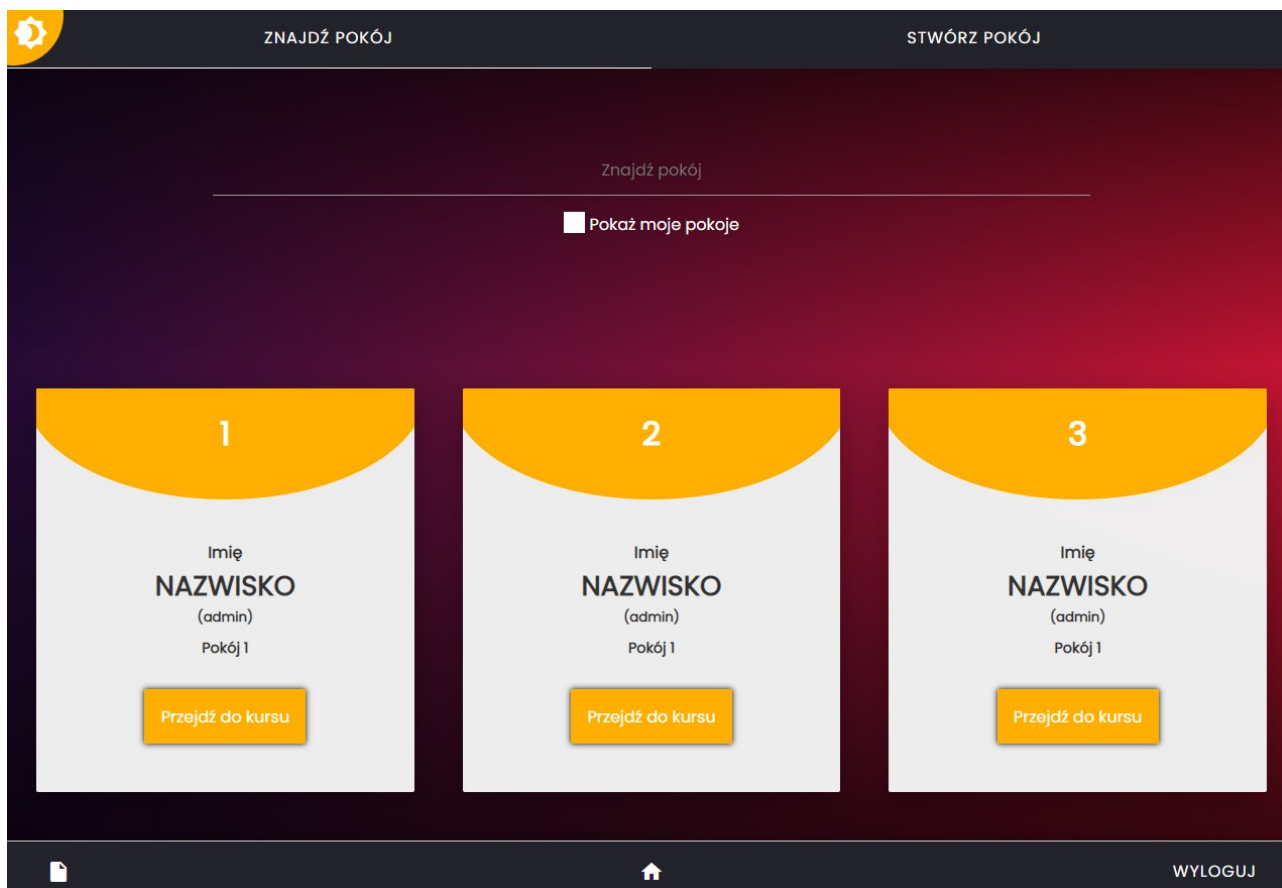 ZNAJDŹ POKÓJ
STWÓRZ POKÓJ
Znajdź pokój
Pokaż moje pokoje
1
Imię
NAZWISKO
(admin)
Pokój 1
Przejdź do kursu
2
Imię
NAZWISKO
(admin)
Pokój 1
Przejdź do kursu
3
Imię
NAZWISKO
(admin)
Pokój 1
Przejdź do kursu
WYLOGUJ